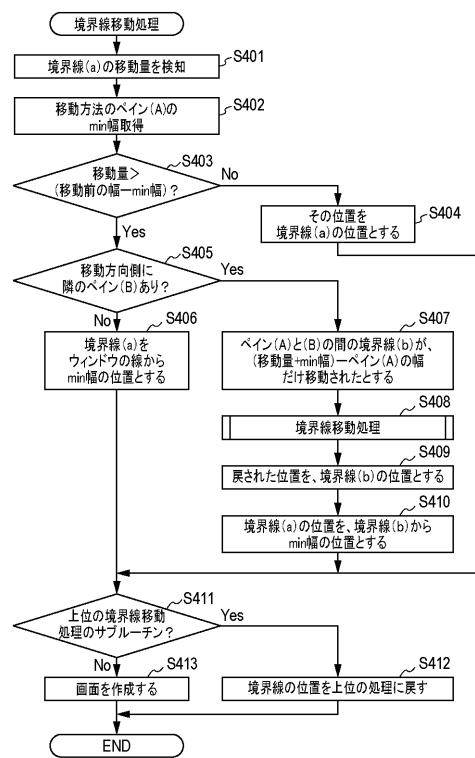 境界線移動処理
S401
境界線(a)の移動量を検知
S402
移動方法のペイン(A)の
min幅取得
S403
移動量>
(移動前の幅ーmin幅)?
No
Yes
S404
その位置を
境界線(a)の位置とする
S405
移動方向側に
隣のペイン(B)あり?
Yes
No
S406
境界線(a)を
ウィンドウの線から
min幅の位置とする
S407
ペイン(A)と(B)の間の境界線(b)が、
(移動量+min幅)ーペイン(A)の幅
だけ移動されたとする
S408
境界線移動処理
S409
戻された位置を、境界線(b)の位置とする
S410
境界線(a)の位置を、境界線(b)から
min幅の位置とする
S411
上位の境界線移動
処理のサブルーチン?
Yes
No
S413
画面を作成する
S412
境界線の位置を上位の処理に戻す
END